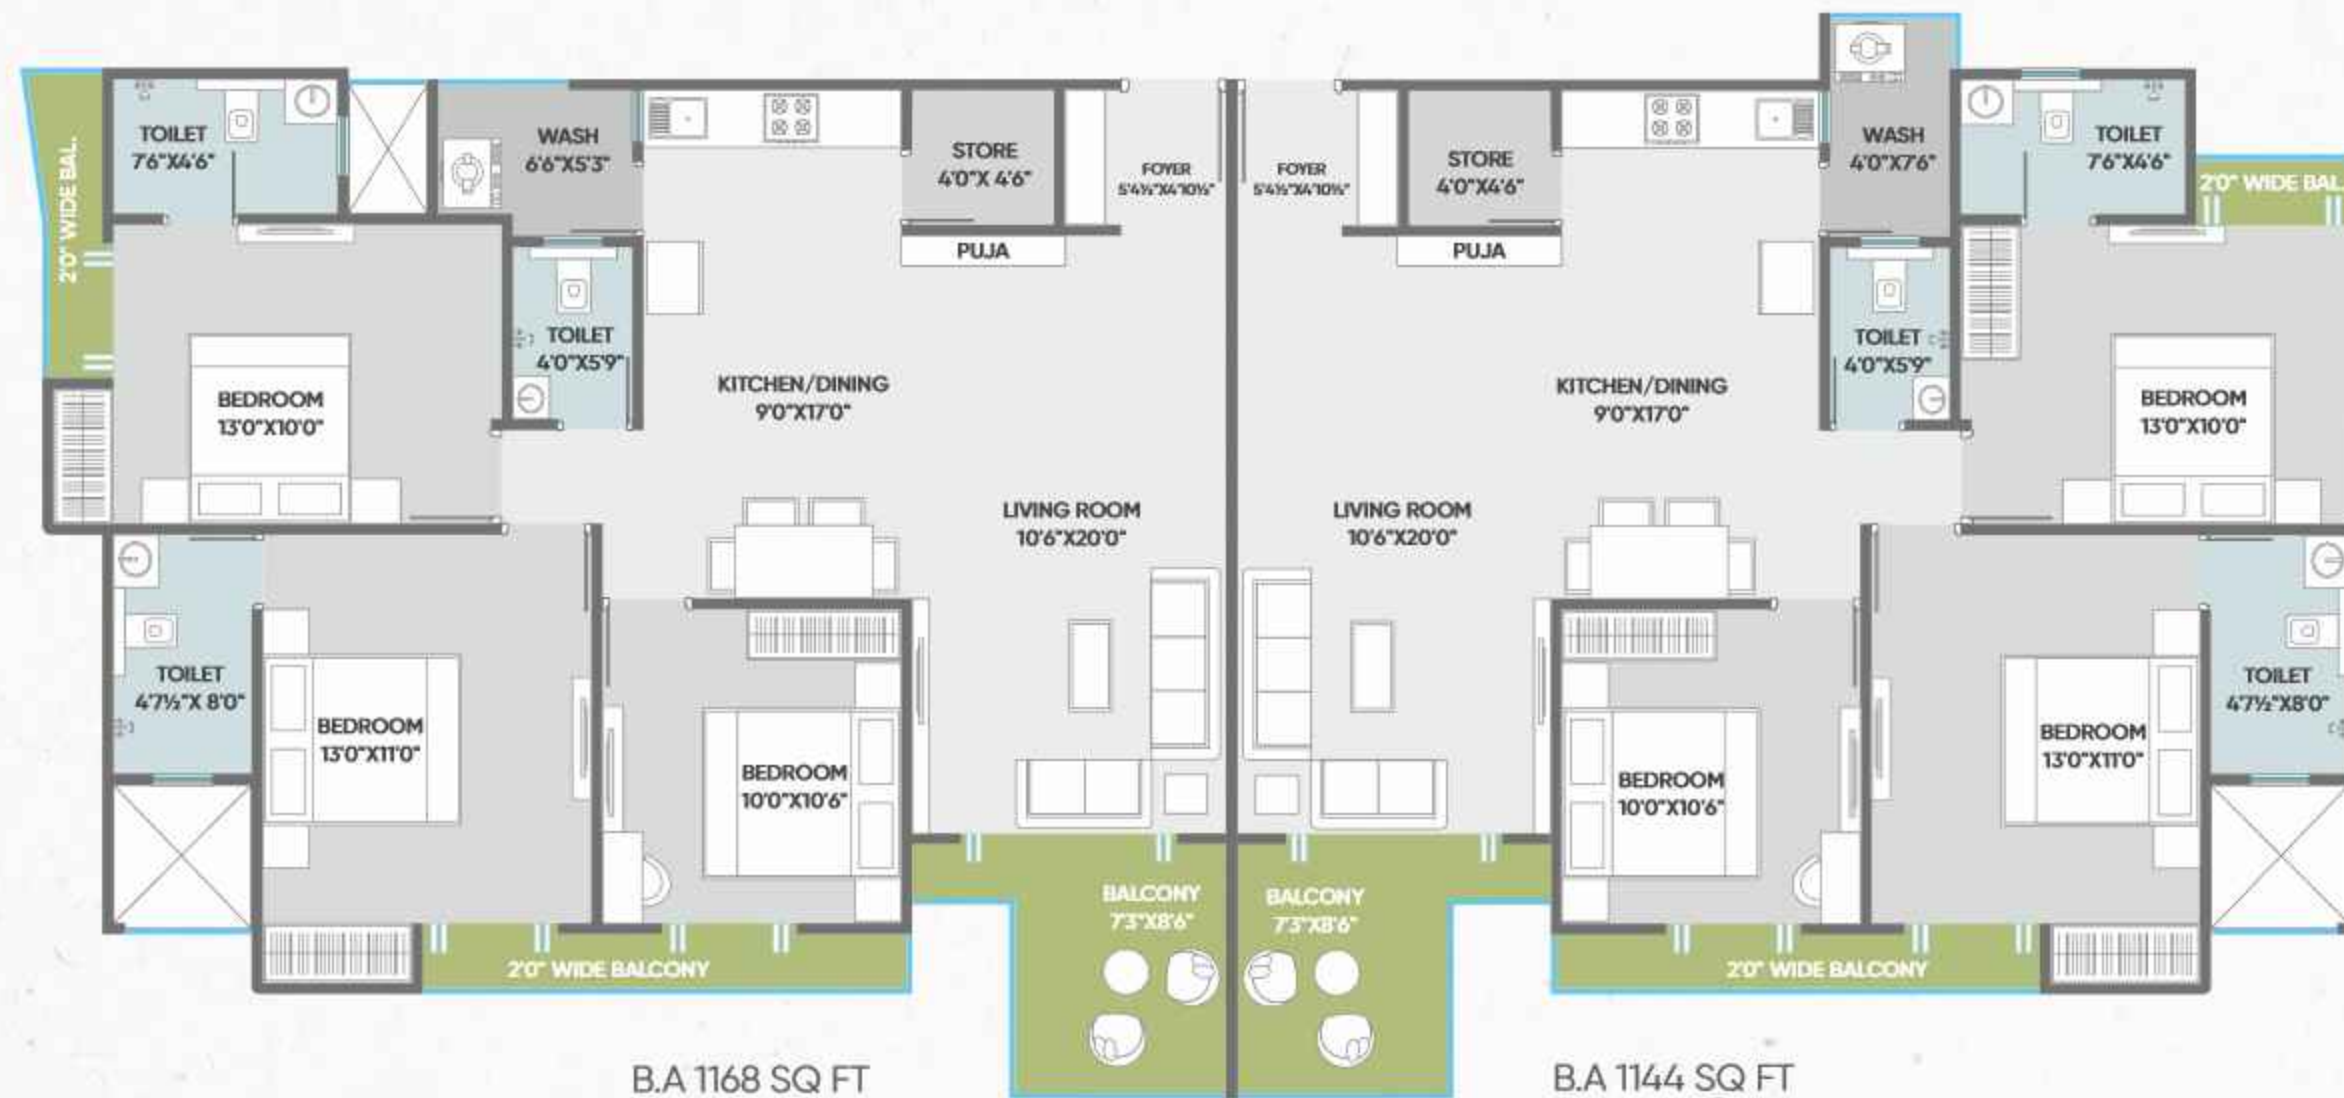 TOILET
7'6"X4'6"
2'0" WIDE BAL.
WASH
6'6"X5'3"
STORE
4'0"X 4'6"
FOYER
5'4½"X4'10½"
PUJA
TOILET
4'0"X5'9"
BEDROOM
13'0"X10'0"
KITCHEN/DINING
9'0"X17'0"
LIVING ROOM
10'6"X20'0"
TOILET
4'7½"X 8'0"
BEDROOM
13'0"X11'0"
BEDROOM
10'0"X10'6"
BALCONY
7'3"X8'6"
2'0" WIDE BALCONY
B.A 1168 SQ FT
FOYER
5'4½"X4'10½"
STORE
4'0"X4'6"
PUJA
WASH
4'0"X7'6"
TOILET
7'6"X4'6"
2'0" WIDE BAL.
TOILET
4'0"X5'9"
KITCHEN/DINING
9'0"X17'0"
BEDROOM
13'0"X10'0"
LIVING ROOM
10'6"X20'0"
TOILET
4'7½"X8'0"
BEDROOM
13'0"X11'0"
BEDROOM
10'0"X10'6"
BALCONY
7'3"X8'6"
2'0" WIDE BALCONY
B.A 1144 SQ FT